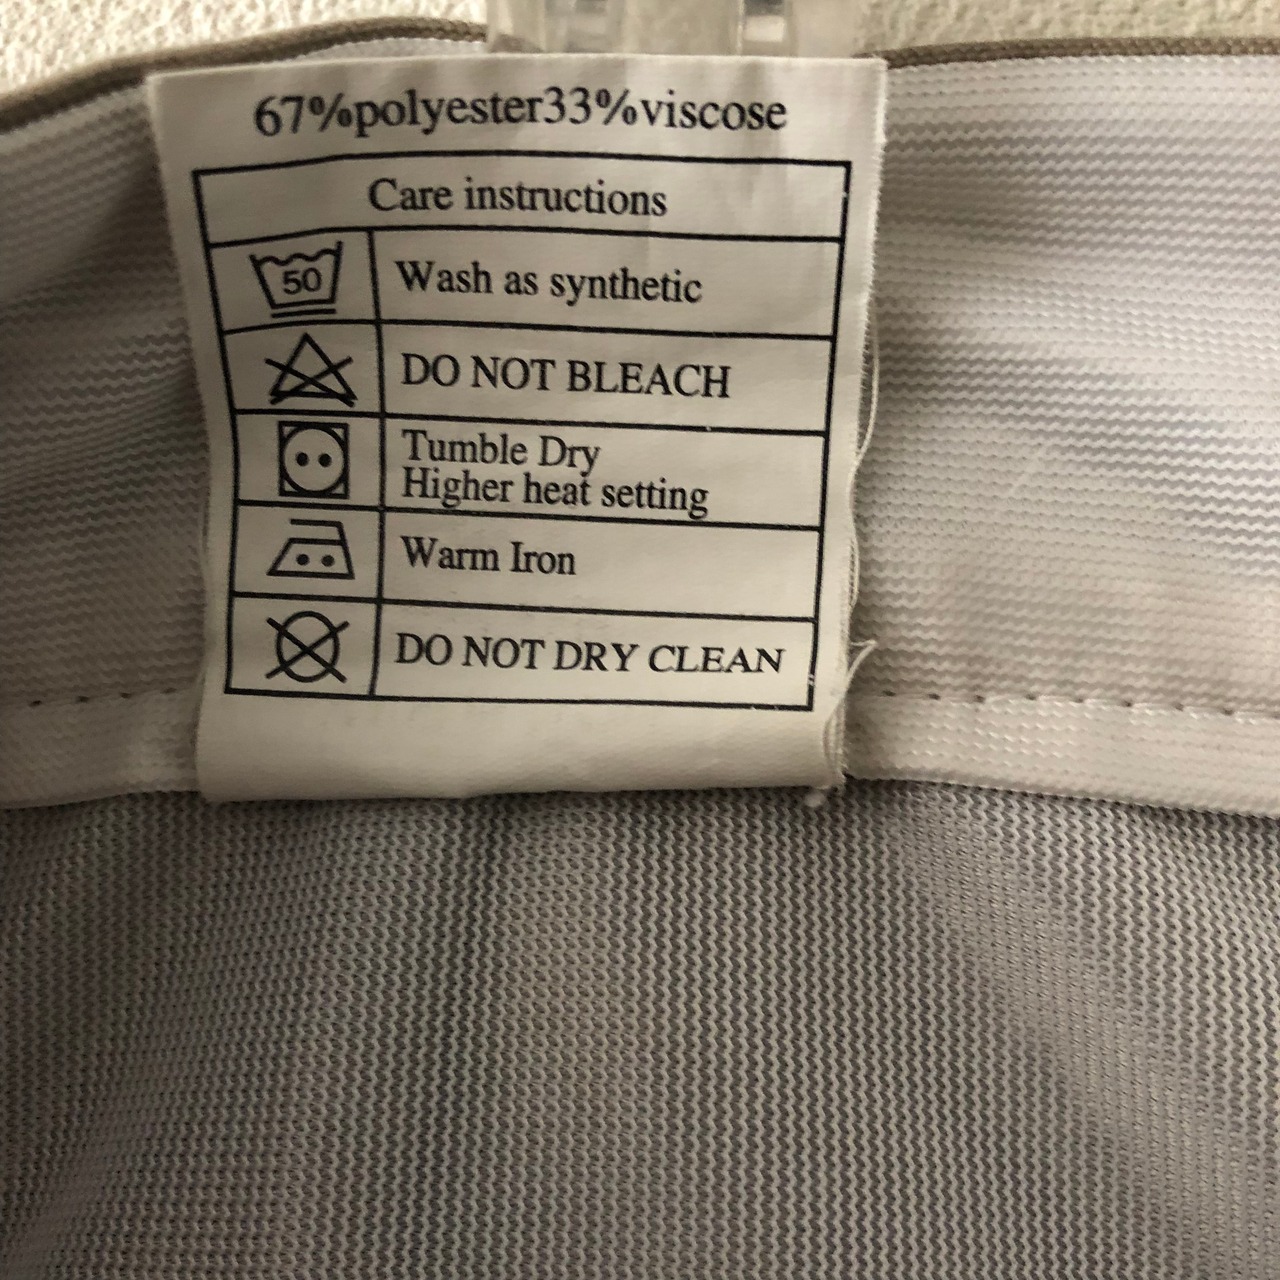 67%polyester33%viscose
Care instructions
50
Wash as synthetic
DO NOT BLEACH
Tumble Dry
Higher heat setting
Warm Iron
DO NOT DRY CLEAN